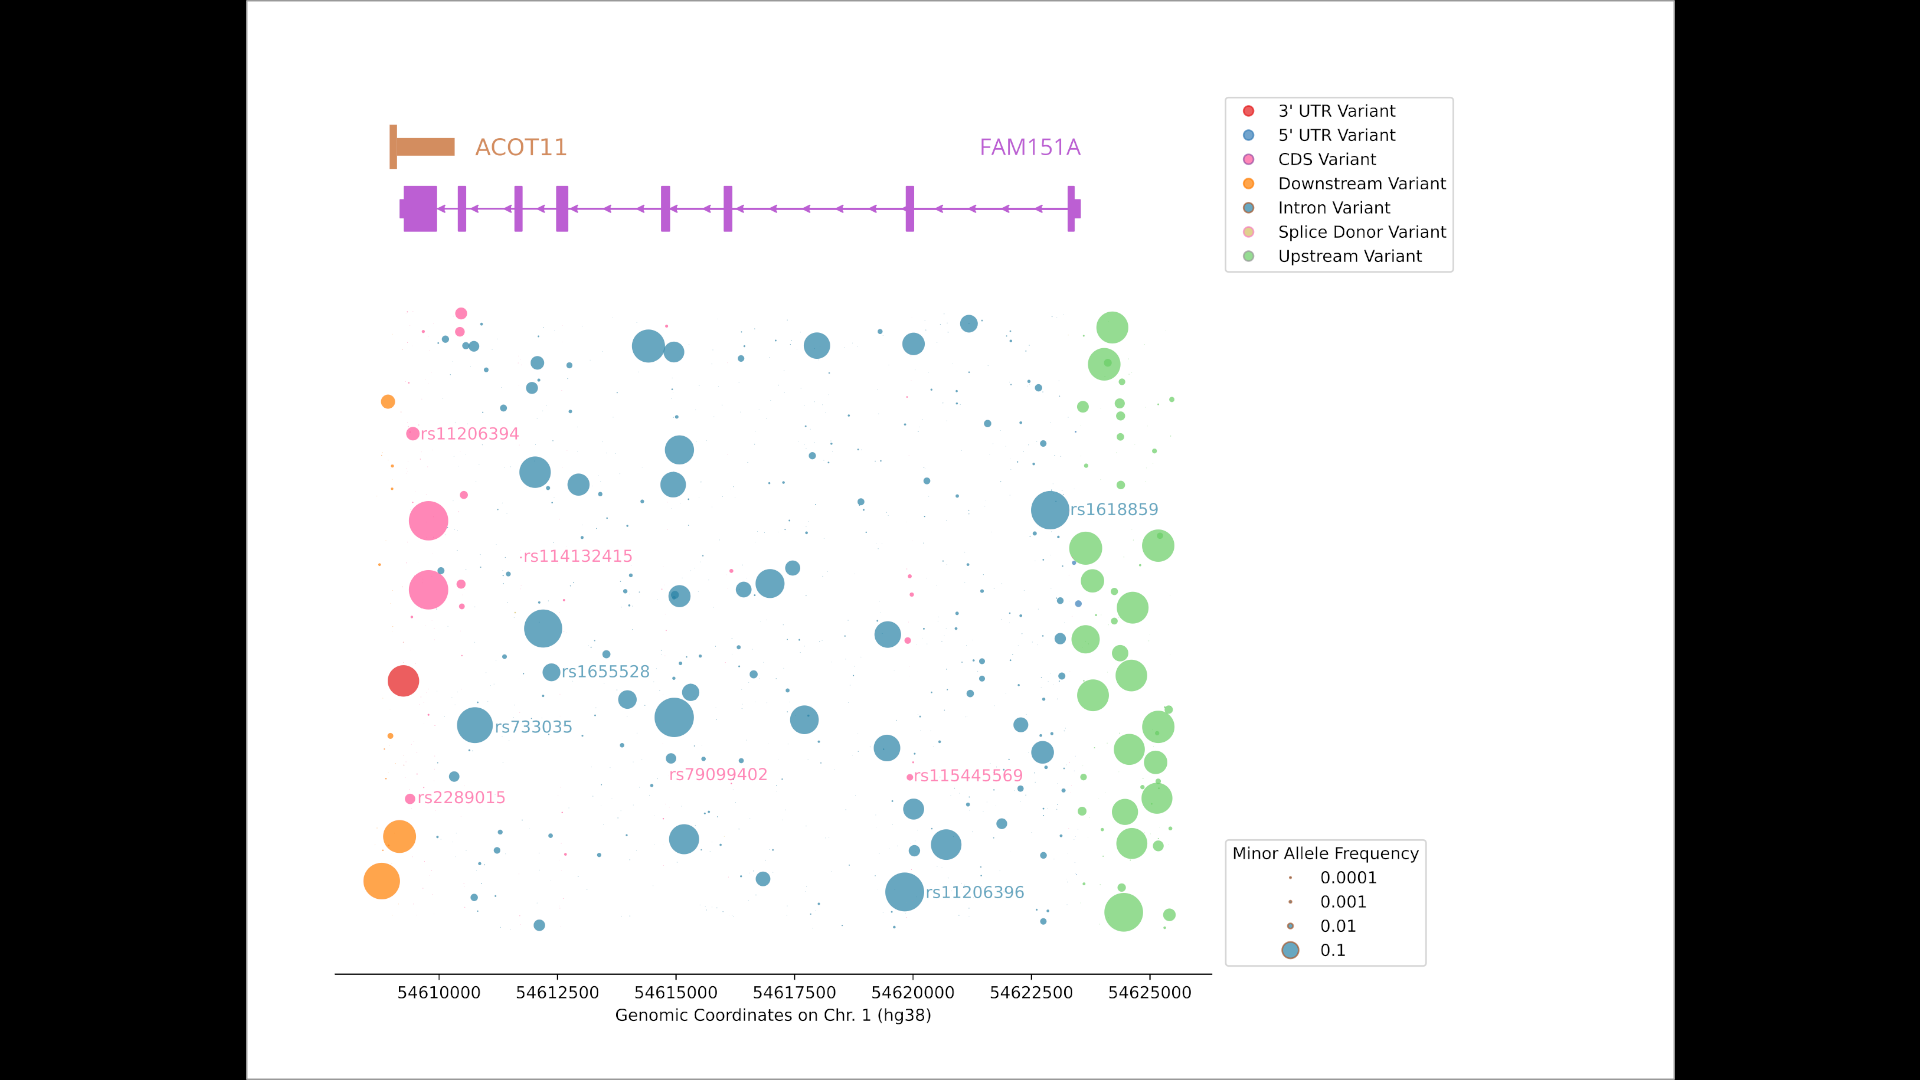 ACOT11
FAM151A
3' UTR Variant
5' UTR Variant
CDS Variant
Downstream Variant
Intron Variant
Splice Donor Variant
Upstream Variant
rs11206394
rs1618859
rs114132415
rs1655528
rs733035
rs79099402
rs115445569
rs2289015
rs11206396
Minor Allele Frequency
0.0001
0.001
0.01
0.1
54610000 54612500 54615000 54617500 54620000 54622500 54625000
Genomic Coordinates on Chr. 1 (hg38)